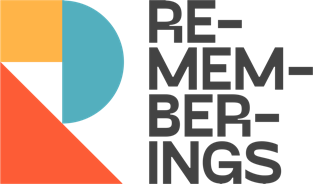 RE-
MEM-
BER-
INGS